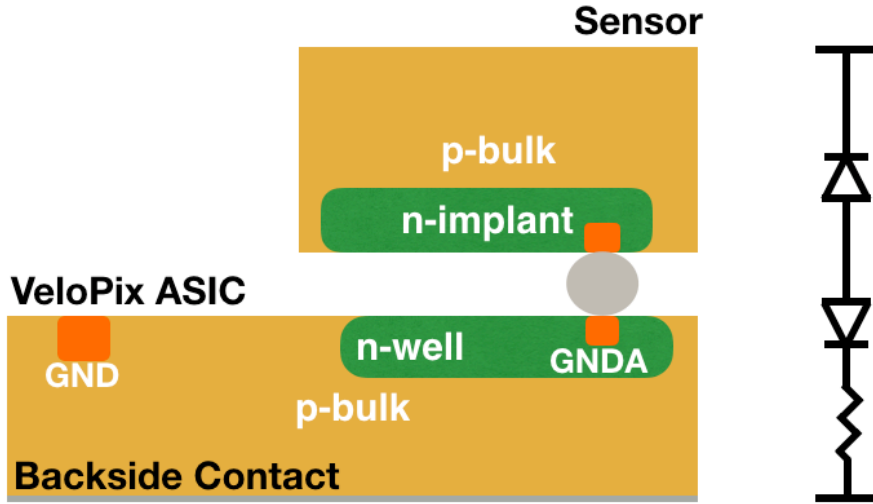 Sensor
p-bulk
n-implant
VeloPix ASIC
n-well
GNDA
GND
p-bulk
Backside Contact